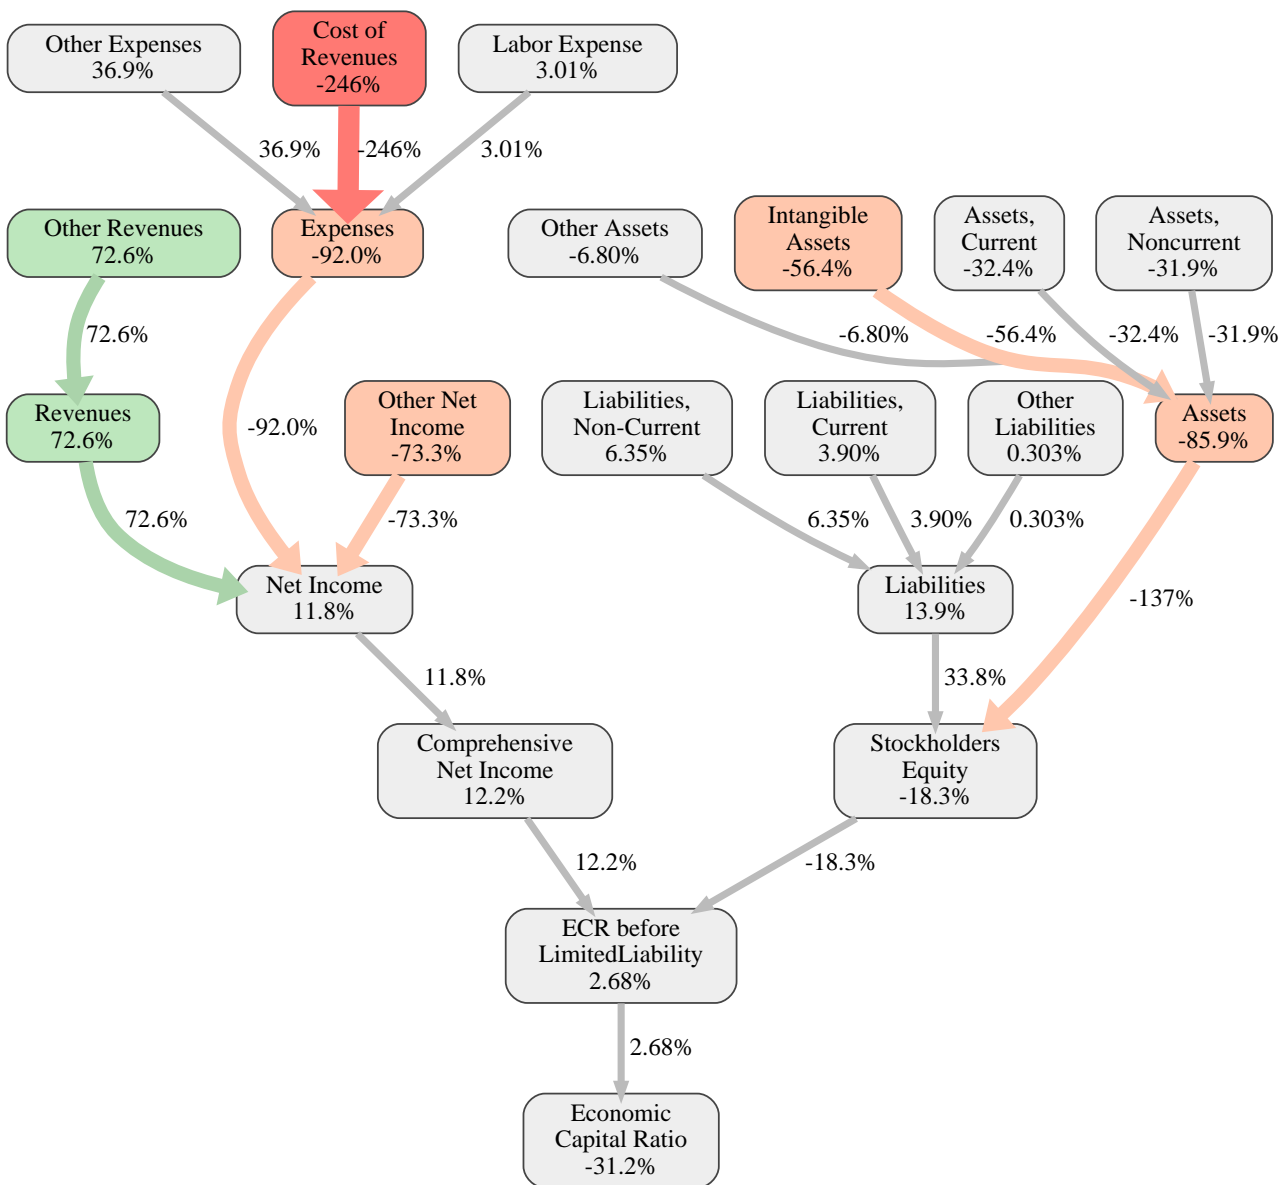 Other Expenses
36.9%
Cost of
Revenues
-246%
Labor Expense
3.01%
36.9%
-246%
3.01%
Other Revenues
72.6%
Expenses
-92.0%
Other Assets
-6.80%
Intangible
Assets
-56.4%
Assets,
Current
-32.4%
Assets,
Noncurrent
-31.9%
72.6%
-6.80%
-56.4%
-32.4%
-31.9%
Revenues
72.6%
-92.0%
Other Net
Income
-73.3%
Liabilities,
Non-Current
6.35%
Liabilities,
Current
3.90%
Other
Liabilities
0.303%
Assets
-85.9%
72.6%
-73.3%
6.35%
3.90%
0.303%
Net Income
11.8%
Liabilities
13.9%
-137%
11.8%
33.8%
Comprehensive
Net Income
12.2%
Stockholders
Equity
-18.3%
12.2%
-18.3%
ECR before
LimitedLiability
2.68%
2.68%
Economic
Capital Ratio
-31.2%